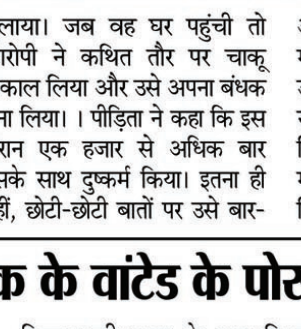 लाया। जब वह घर पहुंची तो
रोपी ने कथित तौर पर चाकू
काल लिया और उसे अपना बंधक
ना लिया। । पीड़िता ने कहा कि इस
रान एक हजार से अधिक बार
सके साथ दुष्कर्म किया। इतना ही
हीं, छोटी-छोटी बातों पर उसे बार-
क के वांटेड के पोस